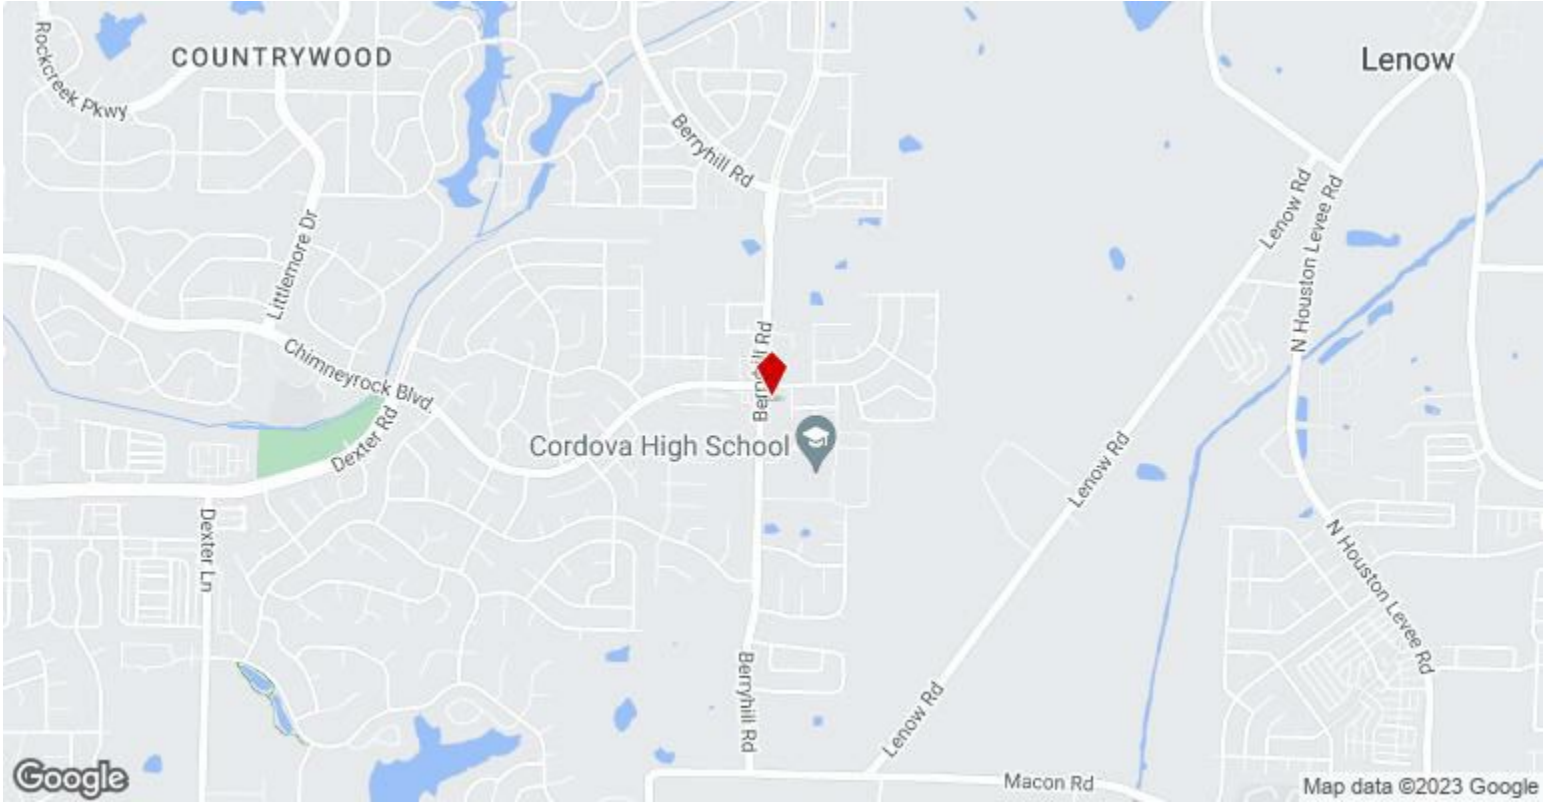 Rockcreek Pkwy
COUNTRYWOOD
Lenow
Berryhill Rd
Littlemore Dr
Lenow Rd
N Houston Levee Rd
Chimneyrock Blvd.
Berryhill Rd
Dexter Rd
Cordova High School
Lenow Rd
Dexter Ln
N Houston Levee Rd
Berryhill Rd
Lenow Rd
Google
Macon Rd
Map data ©2023 Google